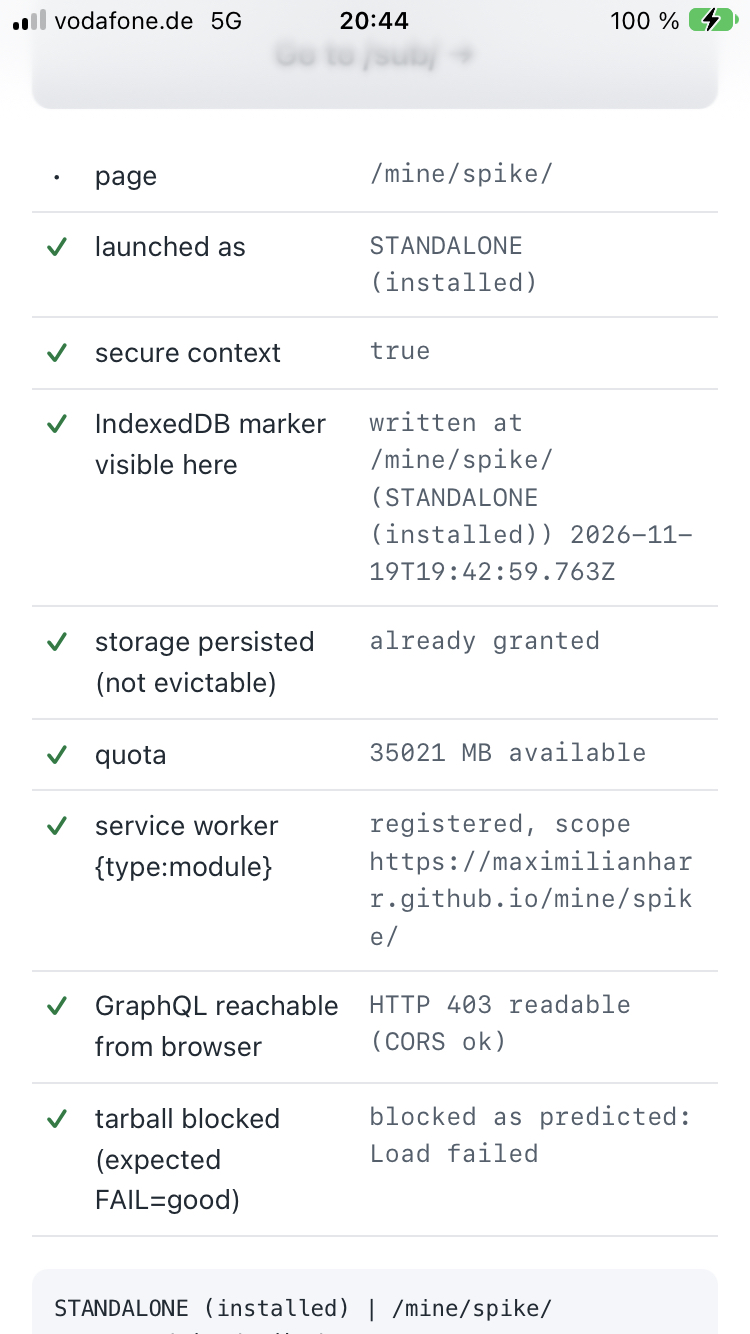 vodafone.de 5G 20:44 100 %
Go to /sub/ →
· page /mine/spike/
✓ launched as STANDALONE
(installed)
✓ secure context true
✓ IndexedDB marker written at
visible here /mine/spike/
(STANDALONE
(installed)) 2026-11-
19T19:42:59.763Z
✓ storage persisted already granted
(not evictable)
✓ quota 35021 MB available
✓ service worker registered, scope
{type:module} https://maximilianhar
r.github.io/mine/spik
e/
✓ GraphQL reachable HTTP 403 readable
from browser (CORS ok)
✓ tarball blocked blocked as predicted:
(expected Load failed
FAIL=good)
STANDALONE (installed) | /mine/spike/